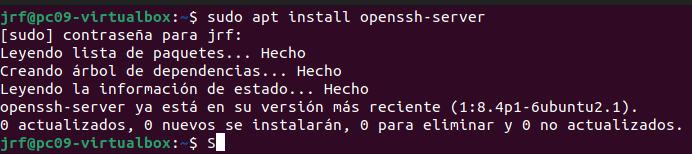 jrf@pc09-virtualbox:~$ sudo apt install openssh-server
[sudo] contraseña para jrf:
Leyendo lista de paquetes... Hecho
Creando árbol de dependencias... Hecho
Leyendo la información de estado... Hecho
openssh-server ya está en su versión más reciente (1:8.4p1-6ubuntu2.1).
0 actualizados, 0 nuevos se instalarán, 0 para eliminar y 0 no actualizados.
jrf@pc09-virtualbox:~$ S